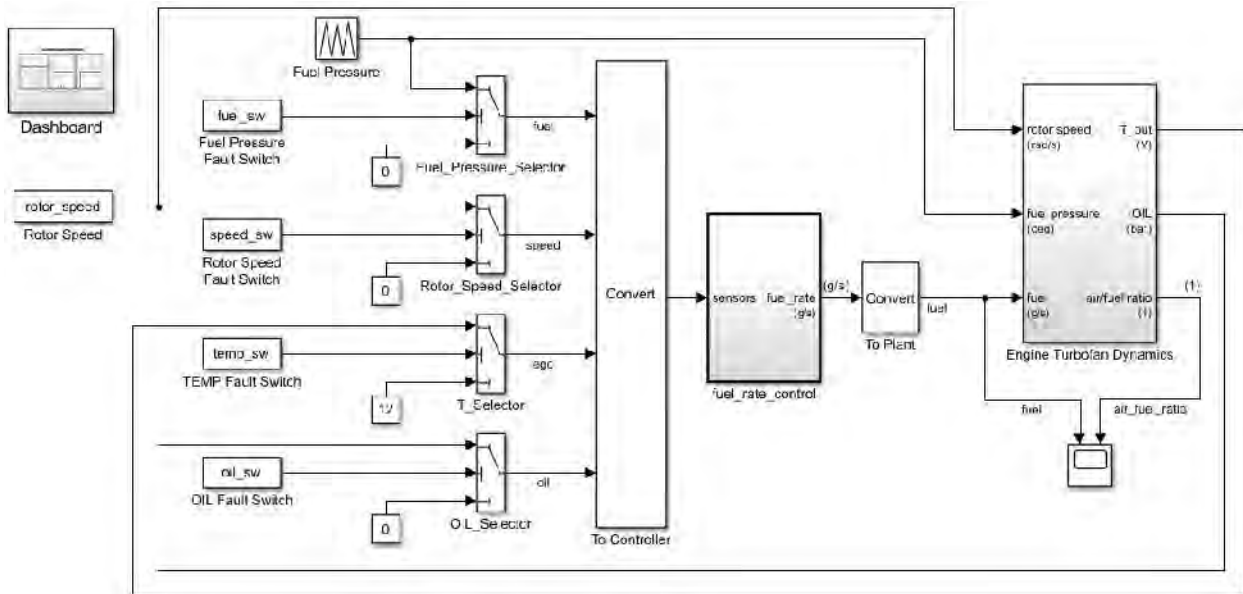 Dashboard
rotor_speed
Rotor Speed
Fuel Pressure
fuel_sw
Fuel Pressure
Fault Switch
0
Fuel_Pressure_Selector
fuel
speed_sw
Rotor Speed
Fault Switch
0
Rotor_Speed_Selector
speed
temp_sw
TEMP Fault Switch
12
T_Selector
ego
oil_sw
OIL Fault Switch
0
OIL_Selector
oil
Convert
To Controller
sensors
fuel_rate
(g/s)
fuel_rate_control
(g/s)
Convert
To Plant
fuel
rotor speed
(rad/s)
T_out
(V)
fuel_pressure
OIL
(bar)
fuel
(g/s)
air/fuel ratio
(1)
Engine Turbofan Dynamics
(1)
fuel
air_fuel_ratio